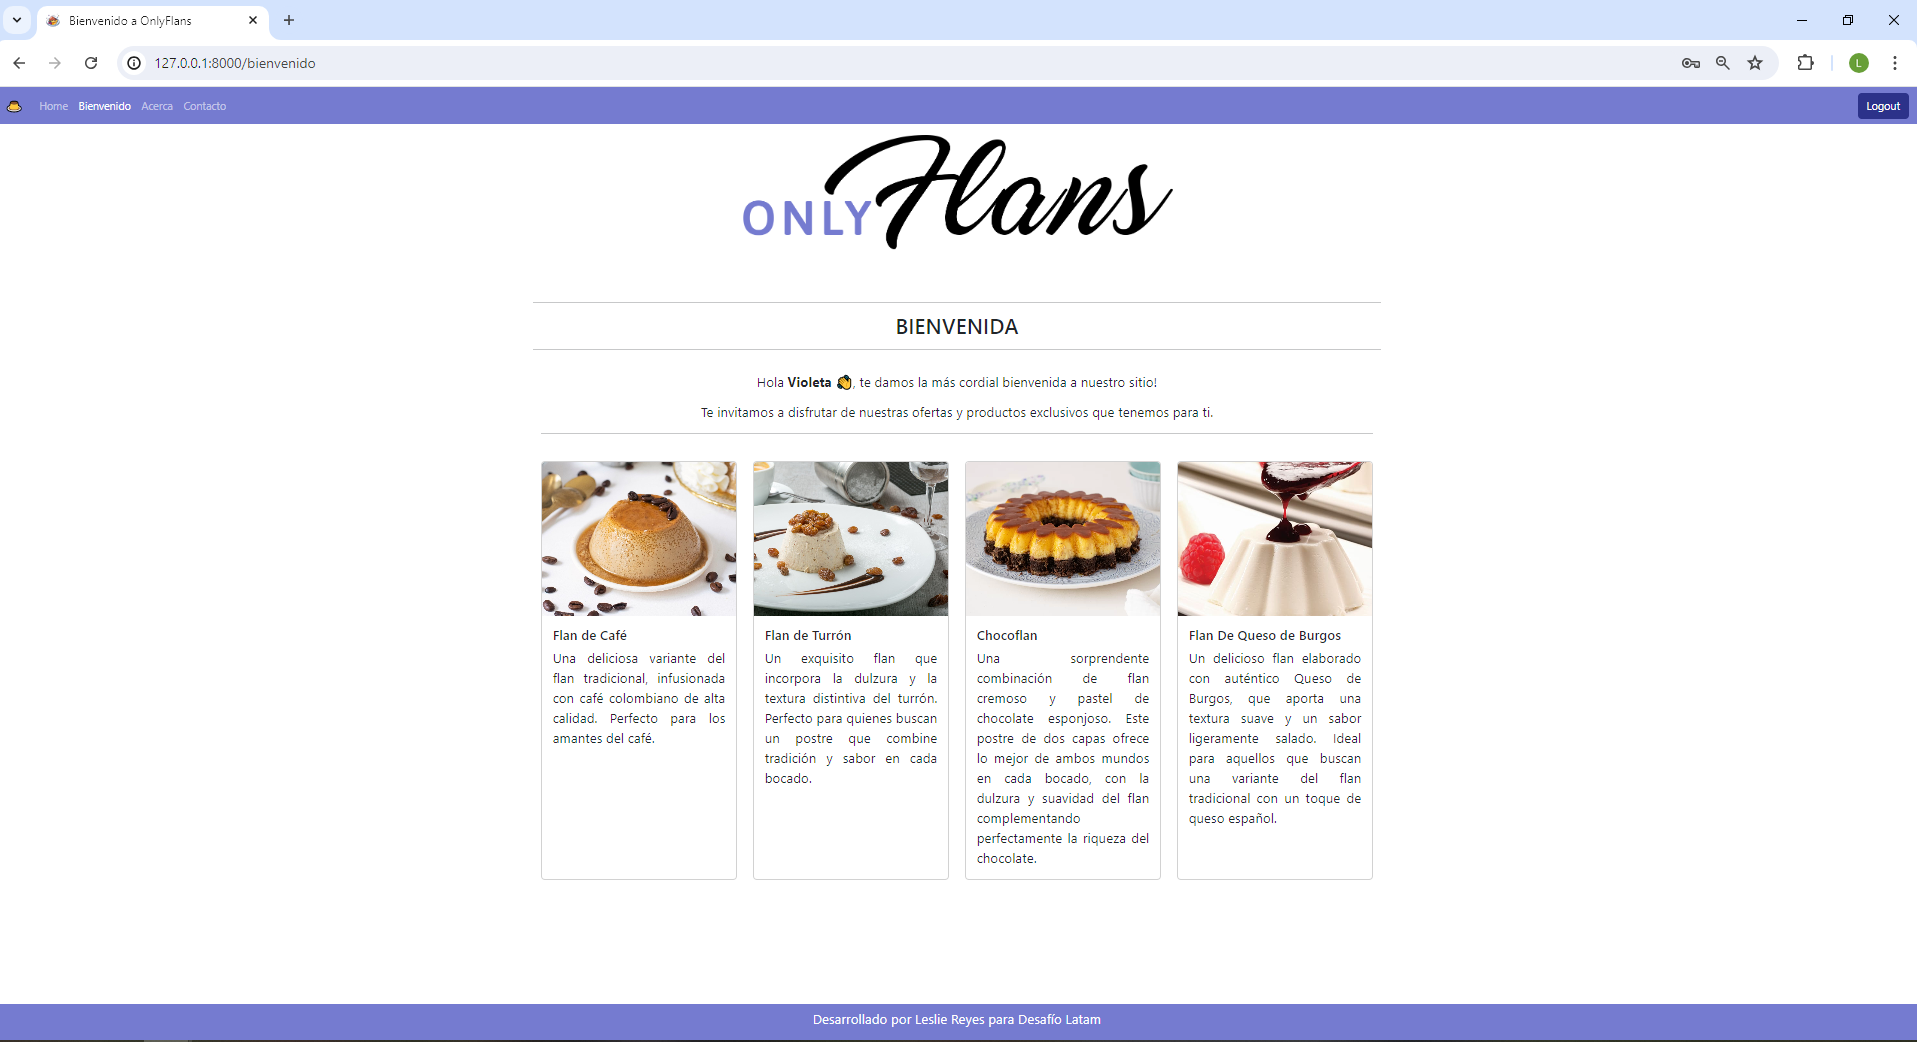 Bienvenido a OnlyFlans
127.0.0.1:8000/bienvenido
L
Home Bienvenido Acerca Contacto
Logout
ONLY Flans
BIENVENIDA
Hola Violeta 👏, te damos la más cordial bienvenida a nuestro sitio!
Te invitamos a disfrutar de nuestras ofertas y productos exclusivos que tenemos para ti.
Flan de Café
Una deliciosa variante del
flan tradicional, infusionada
con café colombiano de alta
calidad. Perfecto para los
amantes del café.
Flan de Turrón
Un exquisito flan que
incorpora la dulzura y la
textura distintiva del turrón.
Perfecto para quienes buscan
un postre que combine
tradición y sabor en cada
bocado.
Chocoflan
Una sorprendente
combinación de flan
cremoso y pastel de
chocolate esponjoso. Este
postre de dos capas ofrece
lo mejor de ambos mundos
en cada bocado, con la
dulzura y suavidad del flan
complementando
perfectamente la riqueza del
chocolate.
Flan De Queso de Burgos
Un delicioso flan elaborado
con auténtico Queso de
Burgos, que aporta una
textura suave y un sabor
ligeramente salado. Ideal
para aquellos que buscan
una variante del flan
tradicional con un toque de
queso español.
Desarrollado por Leslie Reyes para Desafío Latam